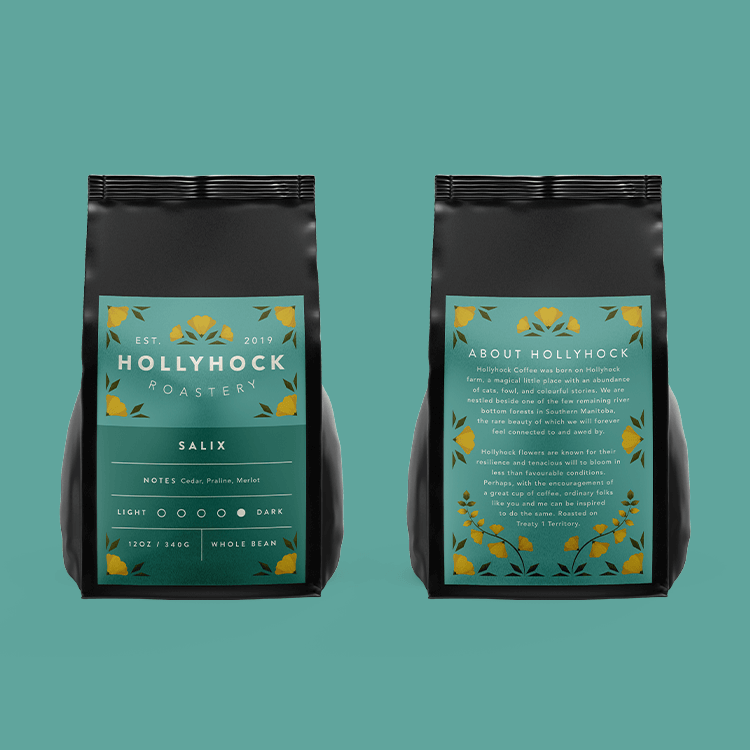 EST. 2019
HOLLYHOCK
ROASTERY
SALIX
NOTES Cedar, Praline, Merlot
LIGHT DARK
12OZ / 340G WHOLE BEAN
ABOUT HOLLYHOCK
Hollyhock Coffee was born on Hollyhock
farm, a magical little place with an abundance
of cats, fowl, and colourful stories. We are
nestled beside one of the few remaining river
bottom forests in Southern Manitoba,
the rare beauty of which we will forever
feel connected to and awed by.
Hollyhock flowers are known for their
resilience and tenacious will to bloom in
less than favourable conditions.
Perhaps, with the encouragement of
a great cup of coffee, ordinary folks
like you and me can be inspired
to do the same. Roasted on
Treaty 1 Territory.